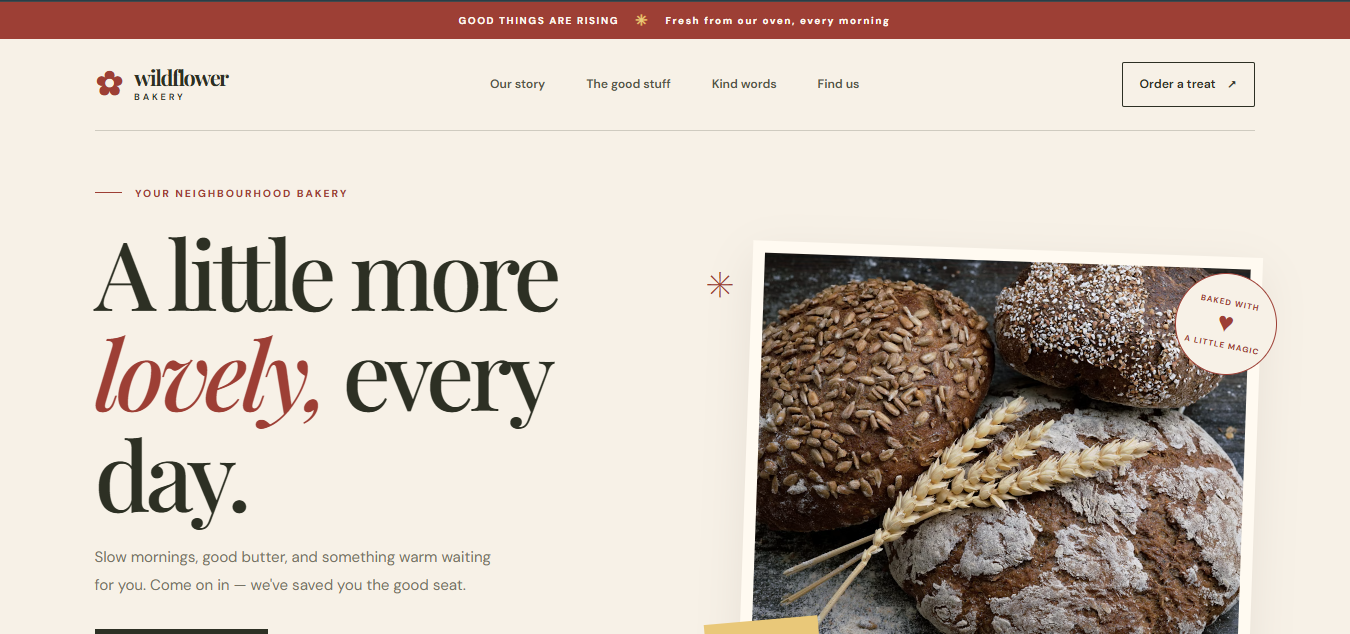 GOOD THINGS ARE RISING Fresh from our oven, every morning
wildflower
BAKERY
Our story The good stuff Kind words Find us
Order a treat ↗
YOUR NEIGHBOURHOOD BAKERY
A little more
lovely, every
day.
Slow mornings, good butter, and something warm waiting
for you. Come on in — we've saved you the good seat.
BAKED WITH
♥
A LITTLE MAGIC